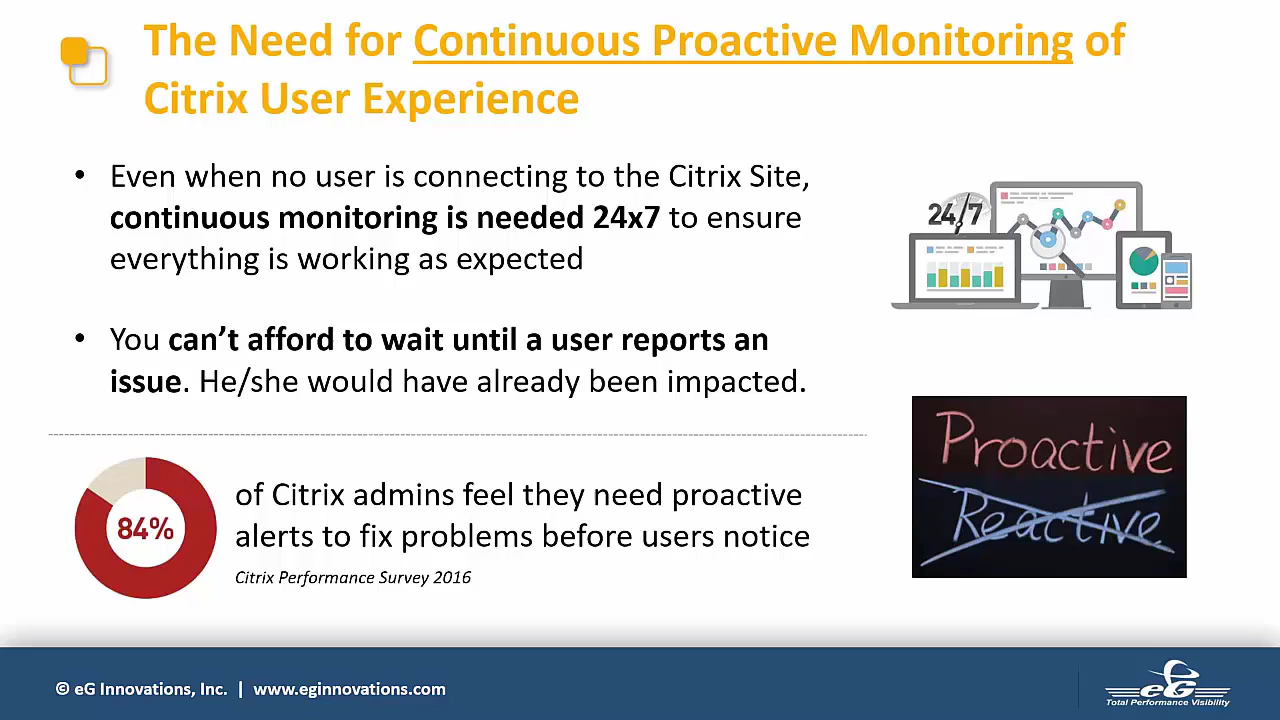 The Need for Continuous Proactive Monitoring of
Citrix User Experience
• Even when no user is connecting to the Citrix Site,
continuous monitoring is needed 24x7 to ensure
everything is working as expected
24/7
• You can’t afford to wait until a user reports an
issue. He/she would have already been impacted.
Proactive
Reactive
84%
of Citrix admins feel they need proactive
alerts to fix problems before users notice
Citrix Performance Survey 2016
© eG Innovations, Inc. | www.eginnovations.com
eG
Total Performance Visibility